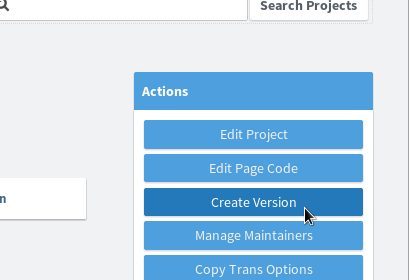 Search Projects
Actions
Edit Project
Edit Page Code
n
Create Version
Manage Maintainers
Copy Trans Options